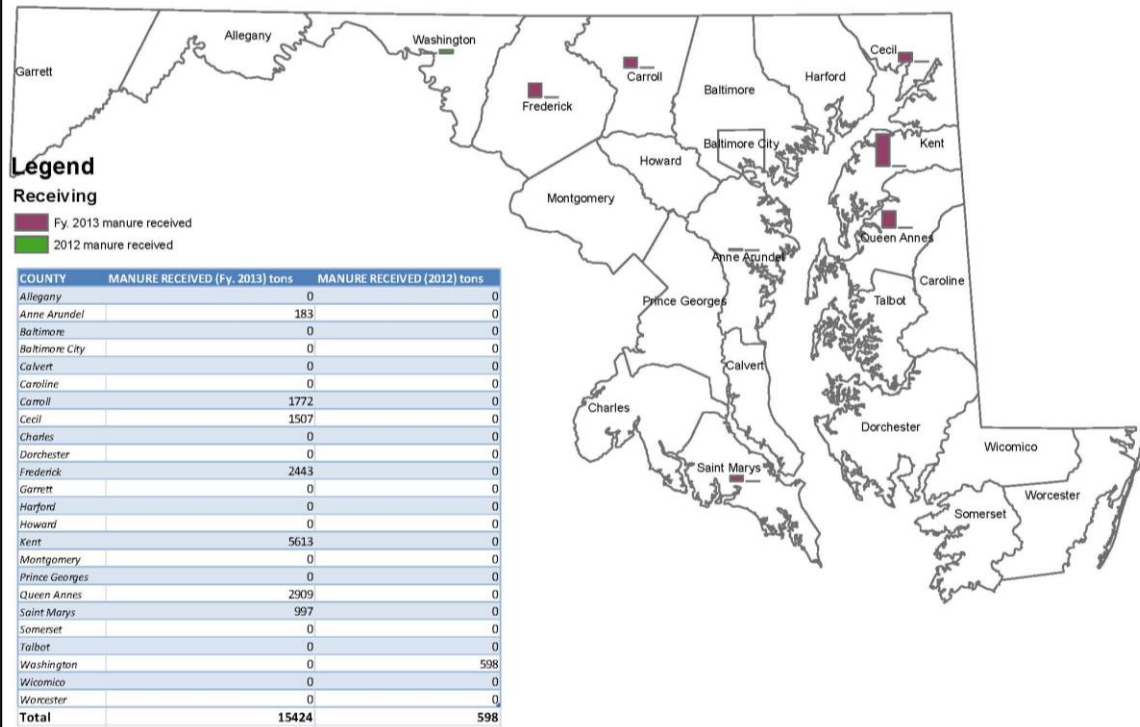 Garrett
Allegany
Washington
Frederick
Carroll
Baltimore
Harford
Cecil
Kent
Baltimore City
Howard
Montgomery
Queen Annes
Anne Arundel
Caroline
Talbot
Prince Georges
Calvert
Charles
Dorchester
Wicomico
Saint Marys
Worcester
Somerset
Legend
Receiving
Fy. 2013 manure received
2012 manure received
COUNTY MANURE RECEIVED (Fy. 2013) tons MANURE RECEIVED (2012) tons
Allegany 0 0
Anne Arundel 183 0
Baltimore 0 0
Baltimore City 0 0
Calvert 0 0
Caroline 0 0
Carroll 1772 0
Cecil 1507 0
Charles 0 0
Dorchester 0 0
Frederick 2443 0
Garrett 0 0
Harford 0 0
Howard 0 0
Kent 5613 0
Montgomery 0 0
Prince Georges 0 0
Queen Annes 2909 0
Saint Marys 997 0
Somerset 0 0
Talbot 0 0
Washington 0 598
Wicomico 0 0
Worcester 0 0
Total 15424 598